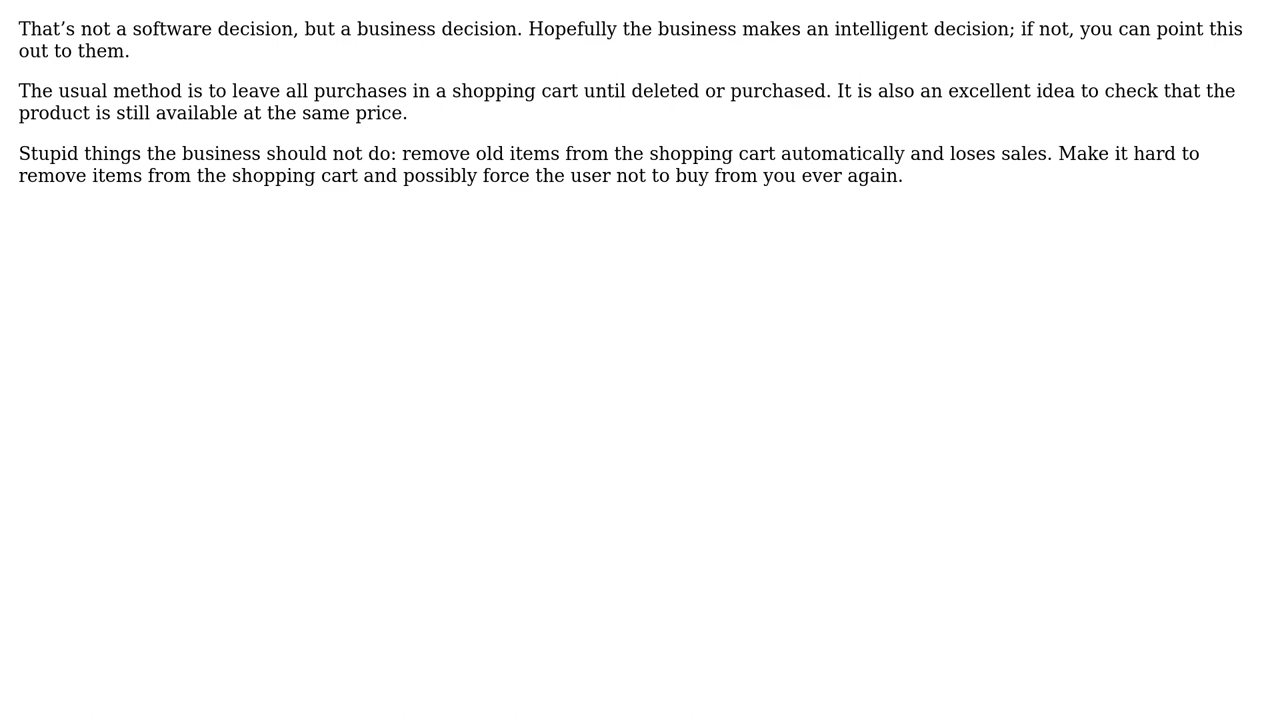 That’s not a software decision, but a business decision. Hopefully the business makes an intelligent decision; if not, you can point this
out to them.
The usual method is to leave all purchases in a shopping cart until deleted or purchased. It is also an excellent idea to check that the
product is still available at the same price.
Stupid things the business should not do: remove old items from the shopping cart automatically and loses sales. Make it hard to
remove items from the shopping cart and possibly force the user not to buy from you ever again.